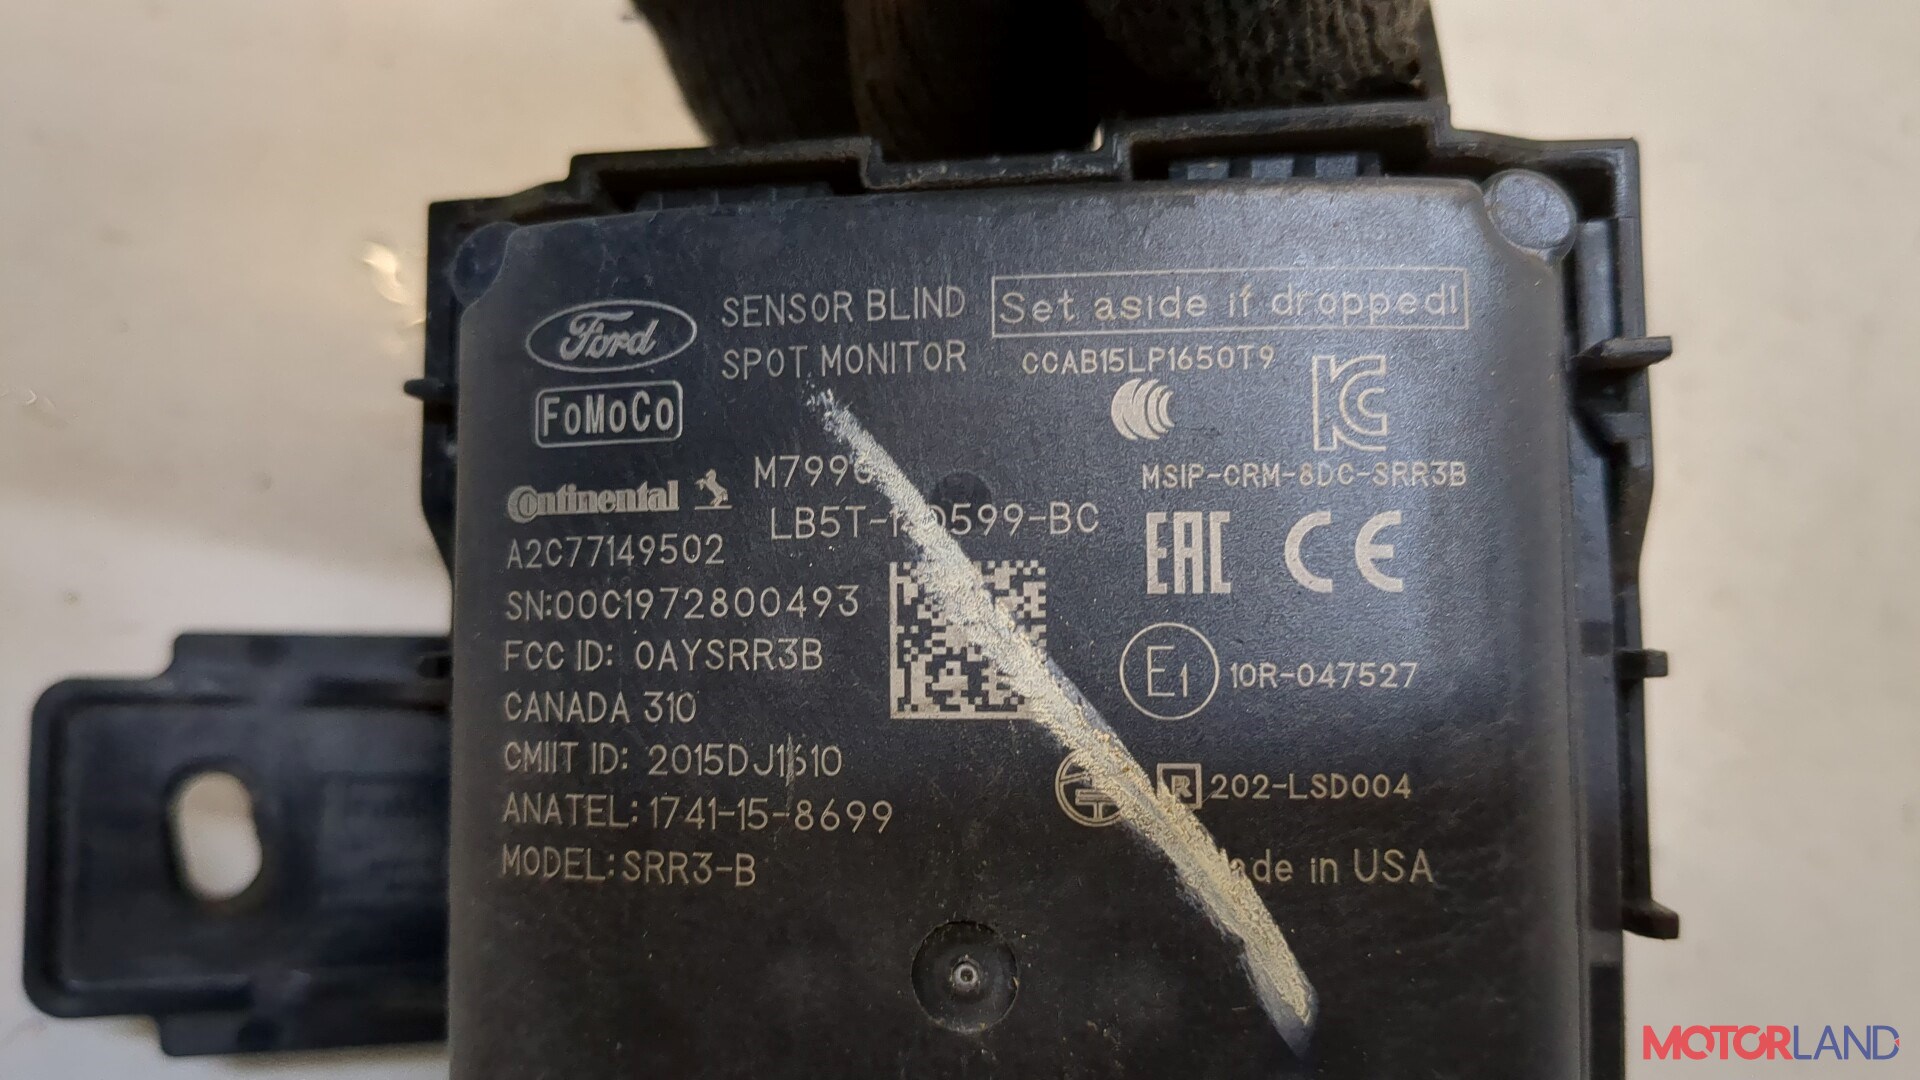 Ford
SENSOR BLIND
SPOT MONITOR
Set aside if dropped!
FoMoCo
CCAB15LP1650T9
Continental
MSIP-CRM-8DC-SRR3B
A2C77149502
EAC CE
SN:00C1972800493
FCC ID: OAYSRR3B
E1 10R-047527
CANADA 310
CMIIT ID: 2015DJ1610
R 202-LSD004
ANATEL: 1741-15-8699
MODEL: SRR3-B
in USA
MOTORLAND